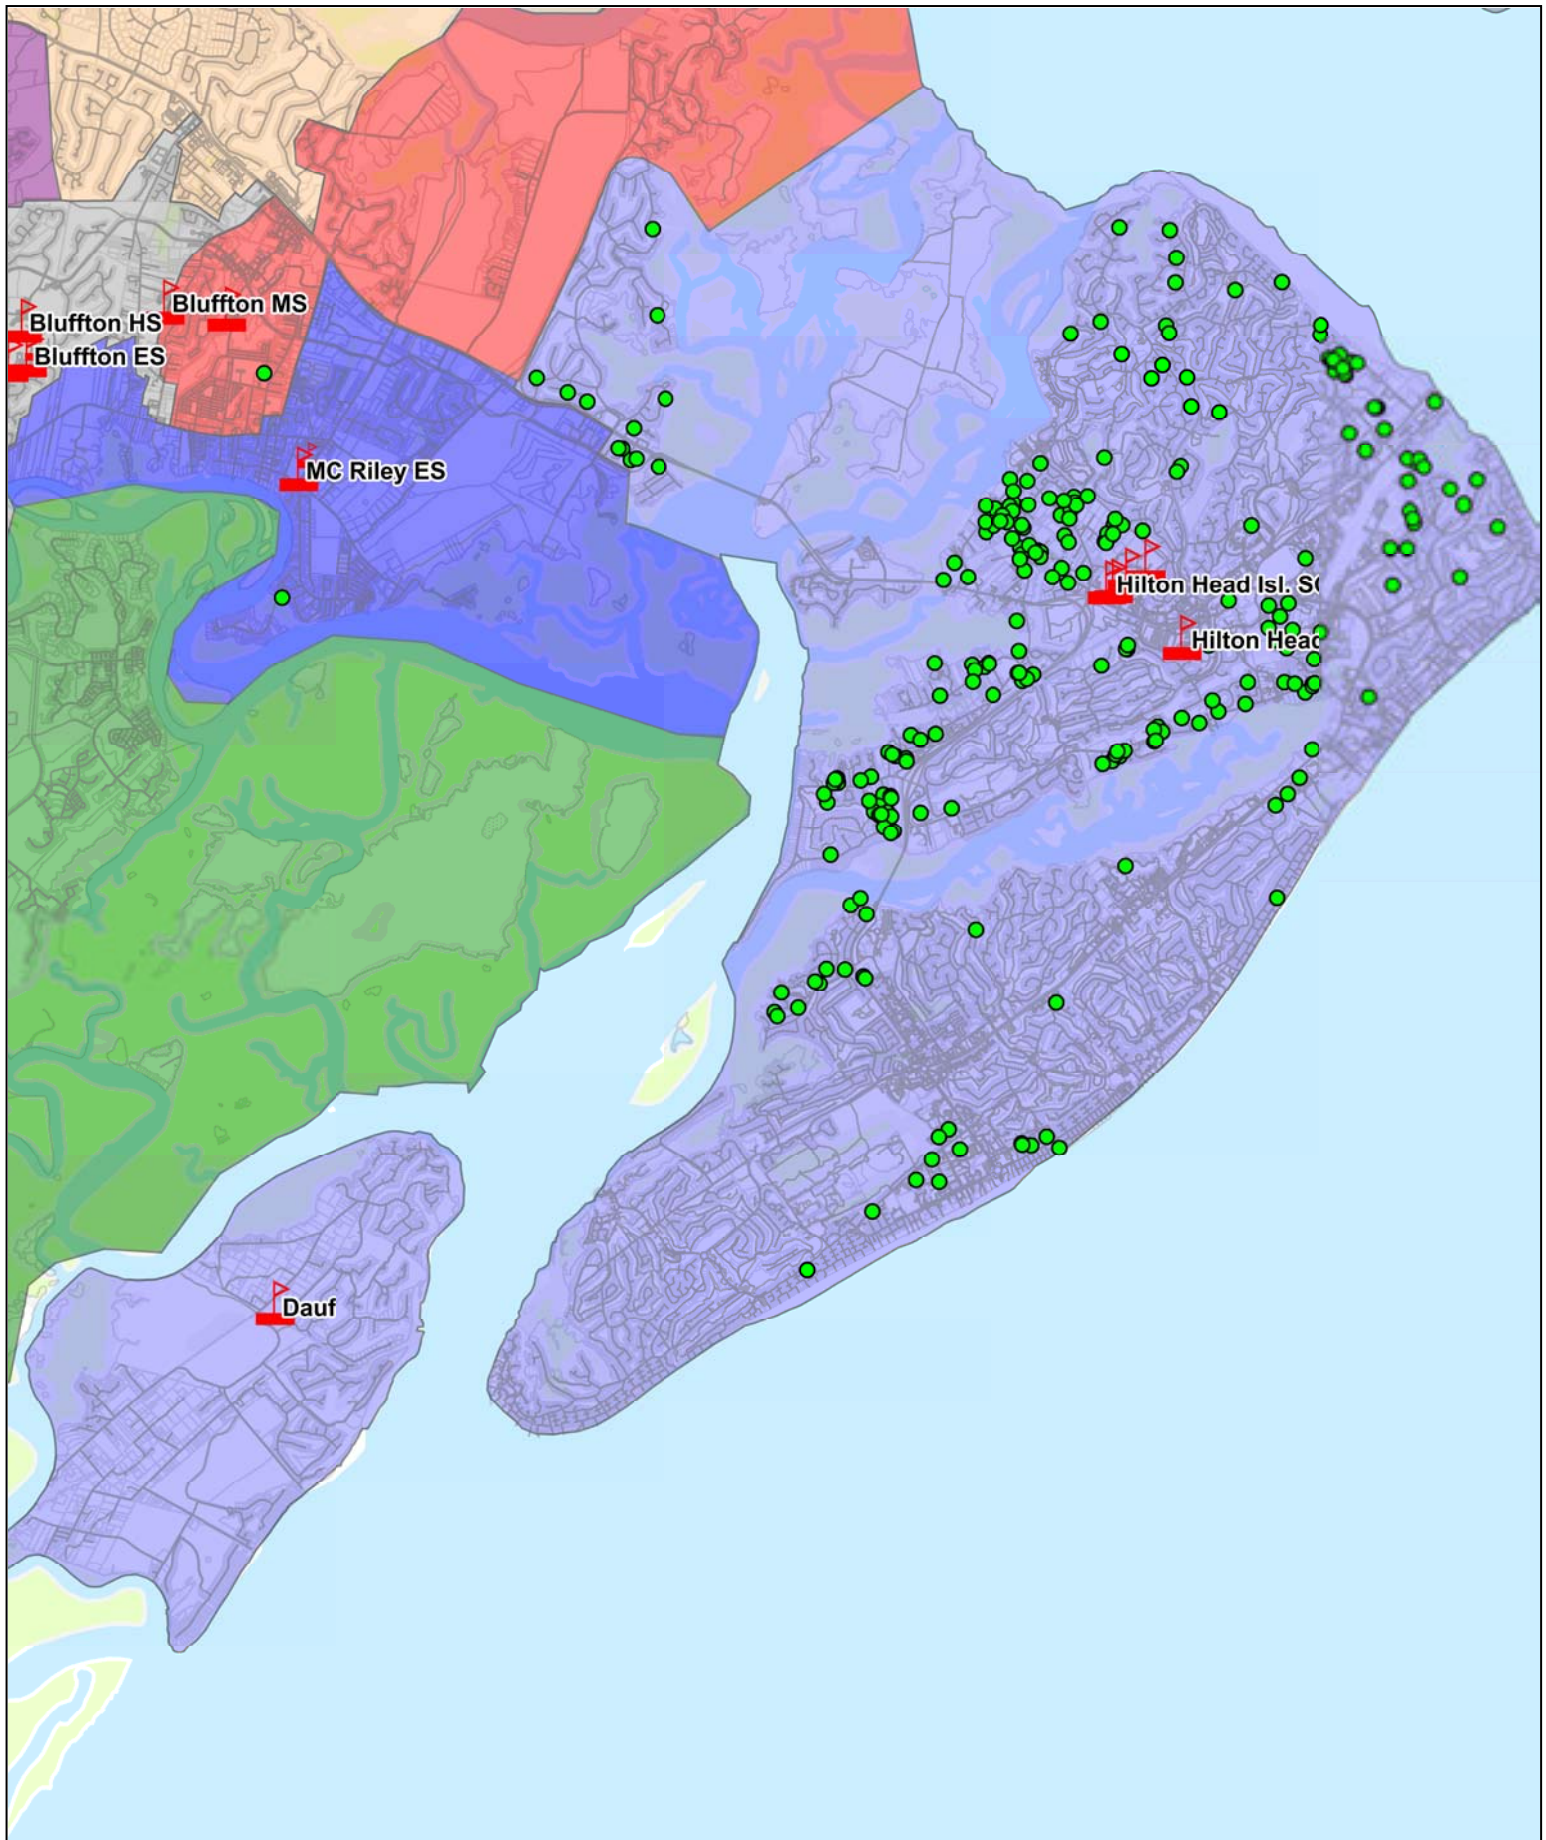 Bluffton MS
Bluffton HS
Bluffton ES
MC Riley ES
Hilton Head Isl. S
Hilton Head
Dauf